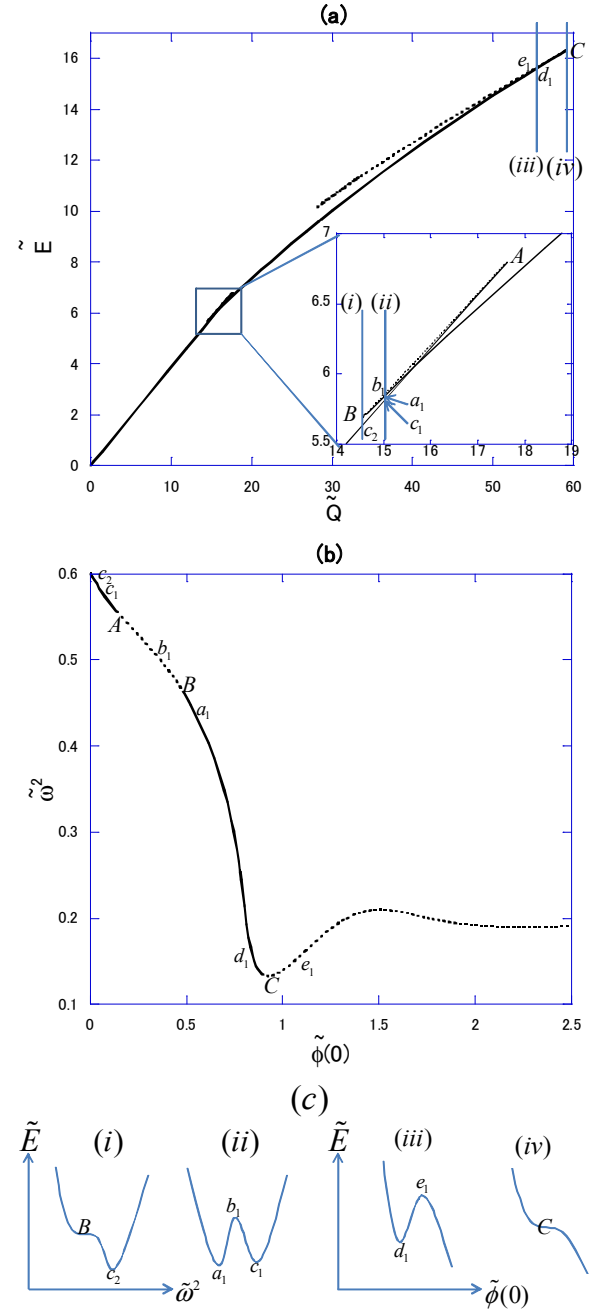 (a)
16
14
12
10
8
6
4
2
0
Ẽ
0 10 20 30 40 50 60
Q̃
e₁ d₁ C
(iii) (iv)
7
6.5
6
5.5
14 15 16 17 18 19
(i) (ii)
A
b₁
B
a₁
c₂ c₁
(b)
0.6
0.5
0.4
0.3
0.2
0.1
ω̃²
0 0.5 1 1.5 2 2.5
ϕ̃(0)
c₂
c₁
A
b₁
B
a₁
d₁
C
e₁
(c)
Ẽ (i) (ii)
B
c₂
b₁
a₁ c₁
ω̃²
Ẽ (iii) (iv)
e₁
d₁
C
ϕ̃(0)